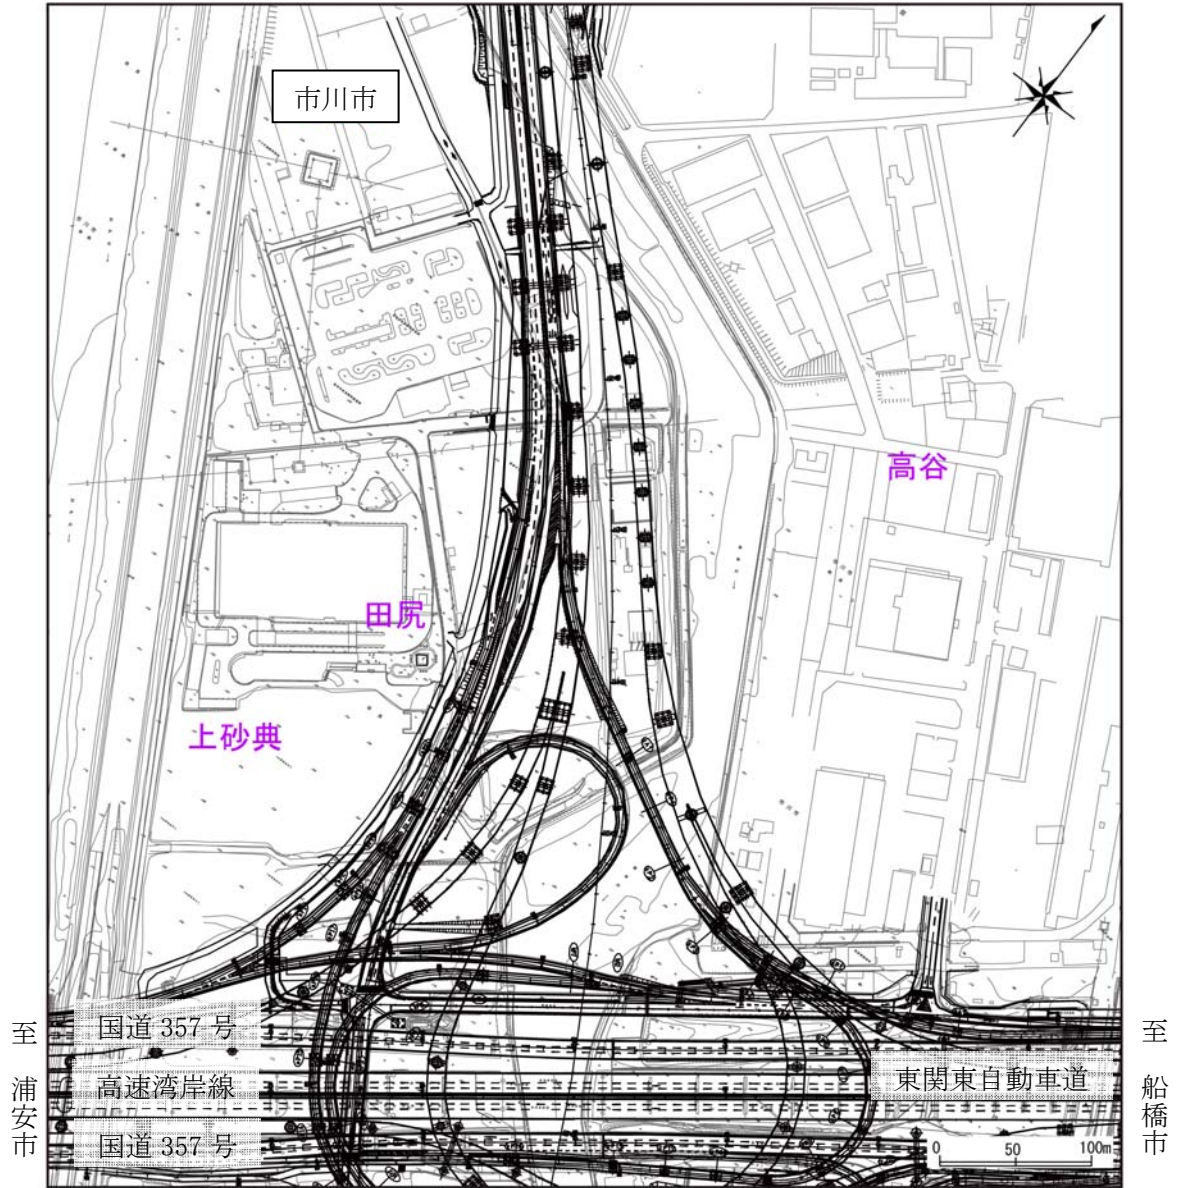 市川市
高谷
田尻
上砂典
国道 357 号
高速湾岸線
国道 357 号
東関東自動車道
至 浦安市
至 船橋市
0 50 100m